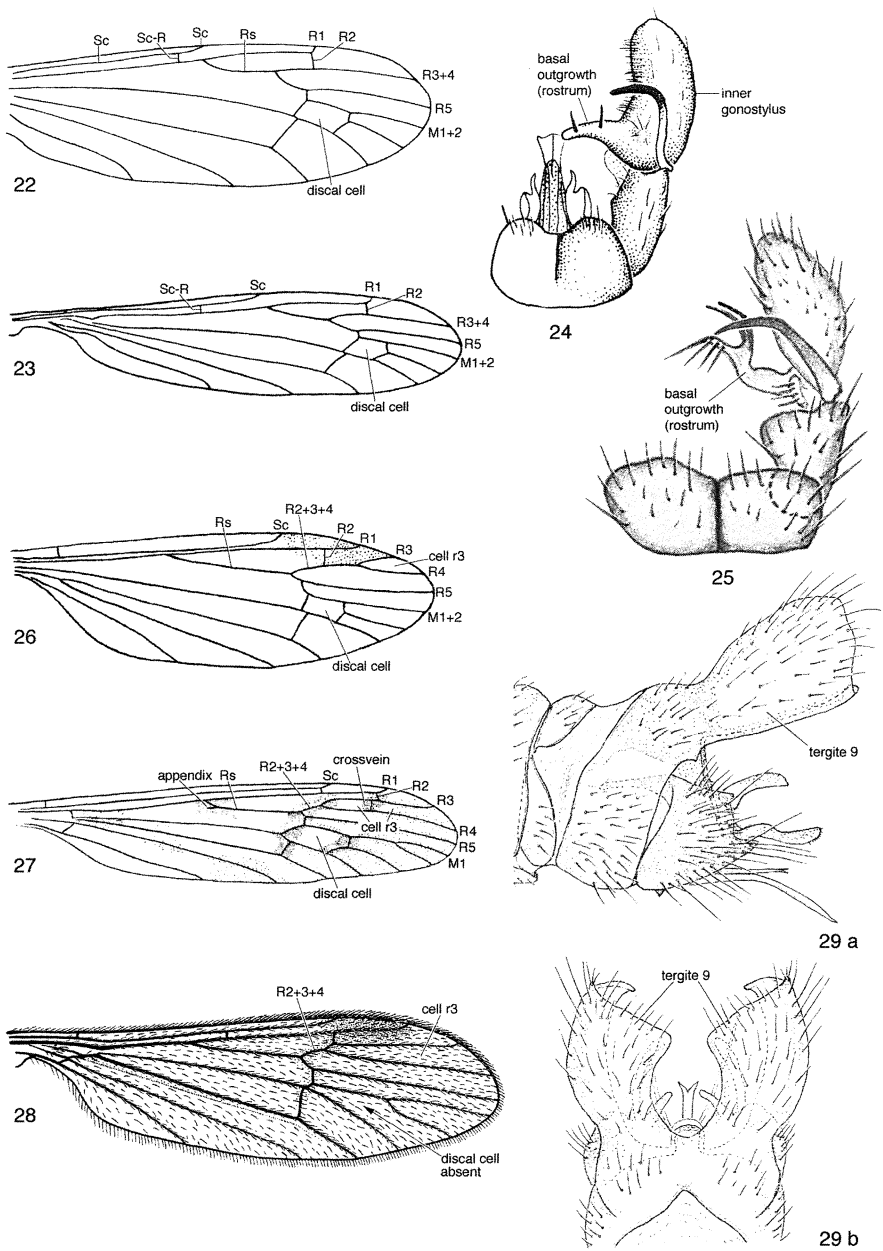 Sc
Sc-R
Sc
Rs
R1
R2
R3+4
R5
M1+2
discal cell
22
basal
outgrowth
(rostrum)
inner
gonostylus
24
Sc-R
Sc
R1
R2
R3+4
R5
M1+2
discal cell
23
basal
outgrowth
(rostrum)
25
Rs
Sc
R2+3+4
R2
R1
R3
cell r3
R4
R5
M1+2
discal cell
26
tergite 9
29 a
appendix
Rs
R2+3+4
Sc
crossvein
R1
R2
R3
cell r3
R4
R5
M1
discal cell
27
R2+3+4
cell r3
discal cell
absent
28
tergite 9
29 b